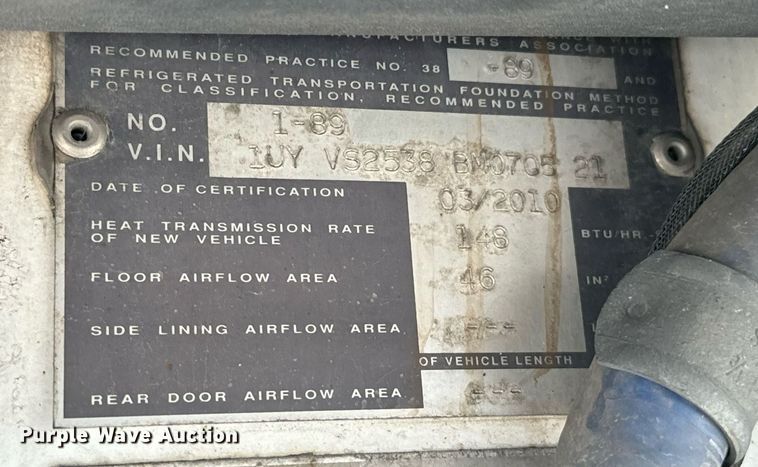 MANUFACTURERS ASSOCIATION
RECOMMENDED PRACTICE NO. 38 -89 AND
REFRIGERATED TRANSPORTATION FOUNDATION METHOD
FOR CLASSIFICATION, RECOMMENDED PRACTICE
NO. 1-89
V.I.N. 1UY VS2538 BM0705 21
DATE OF CERTIFICATION 03/2010
HEAT TRANSMISSION RATE
OF NEW VEHICLE 148 BTU/HR.-
FLOOR AIRFLOW AREA 46 IN²
SIDE LINING AIRFLOW AREA ---
OF VEHICLE LENGTH
REAR DOOR AIRFLOW AREA ---
Purple Wave Auction